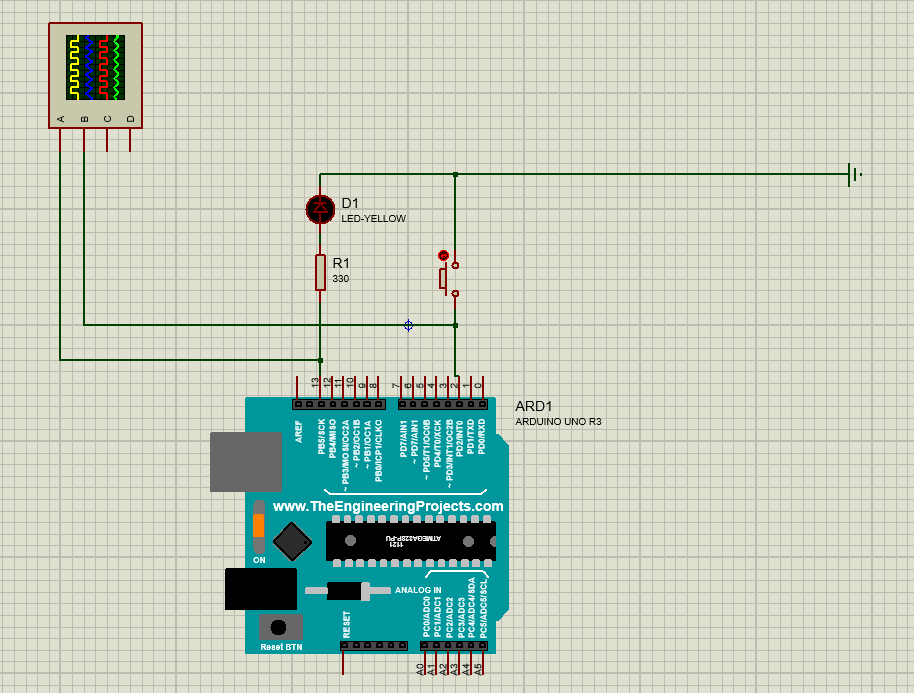 A B C D
D1
LED-YELLOW
R1
330
13 12 11 10 9 8 7 6 5 4 3 2 1 0
ARD1
ARDUINO UNO R3
AREF
PB5/SCK
PB4/MISO
~ PB3/MOSI/OC2A
~ PB2/OC1B
~ PB1/OC1A
PB0/ICP1/CLKO
PD7/AIN1
~ PD7/AIN1
~ PD5/T1/OC0B
PD4/T0/XCK
~ PD3/INT1/OC2B
PD2/INT0
PD1/TXD
PD0/RXD
www.TheEngineeringProjects.com
ATMEGA328P-PU
1121
ON
ANALOG IN
RESET
PC0/ADC0
PC1/ADC1
PC2/ADC2
PC3/ADC3
PC4/ADC4/SDA
PC5/ADC5/SCL
Reset BTN
A0 A1 A2 A3 A4 A5